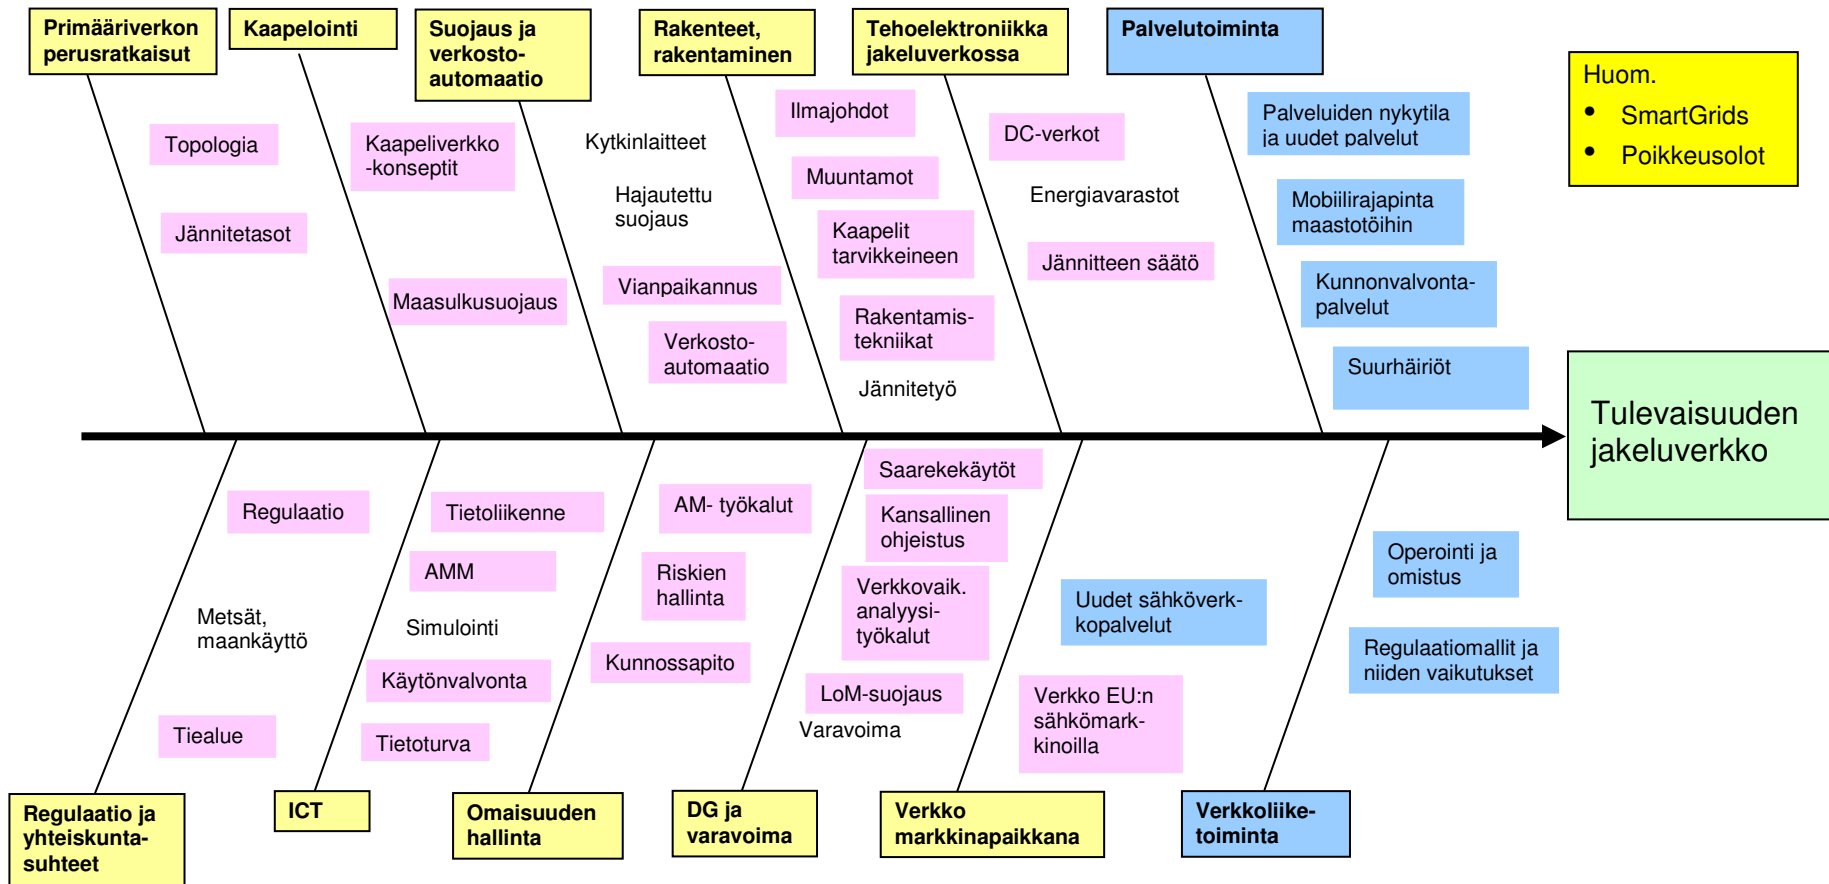 Primääriverkon
perusratkaisut
Kaapelointi
Suojaus ja
verkosto-
automaatio
Rakenteet,
rakentaminen
Tehoelektroniikka
jakeluverkossa
Palvelutoiminta
Huom.
• SmartGrids
• Poikkeusolot
Topologia
Jännitetasot
Kaapeliverkko
-konseptit
Maasulkusuojaus
Kytkinlaitteet
Hajautettu
suojaus
Vianpaikannus
Verkosto-
automaatio
Ilmajohdot
Muuntamot
Kaapelit
tarvikkeineen
Rakentamis-
tekniikat
Jännitetyö
DC-verkot
Energiavarastot
Jännitteen säätö
Palveluiden nykytila
ja uudet palvelut
Mobiilirajapinta
maastotöihin
Kunnonvalvonta-
palvelut
Suurhäiriöt
Tulevaisuuden
jakeluverkko
Regulaatio
Metsät,
maankäyttö
Tiealue
Tietoliikenne
AMM
Simulointi
Käytönvalvonta
Tietoturva
AM- työkalut
Riskien
hallinta
Kunnossapito
Saarekekäytöt
Kansallinen
ohjeistus
Verkkovaik.
analyysi-
työkalut
LoM-suojaus
Varavoima
Uudet sähköverk-
kopalvelut
Verkko EU:n
sähkömark-
kinoilla
Operointi ja
omistus
Regulaatiomallit ja
niiden vaikutukset
Regulaatio ja
yhteiskunta-
suhteet
ICT
Omaisuuden
hallinta
DG ja
varavoima
Verkko
markkinapaikkana
Verkkoliike-
toiminta